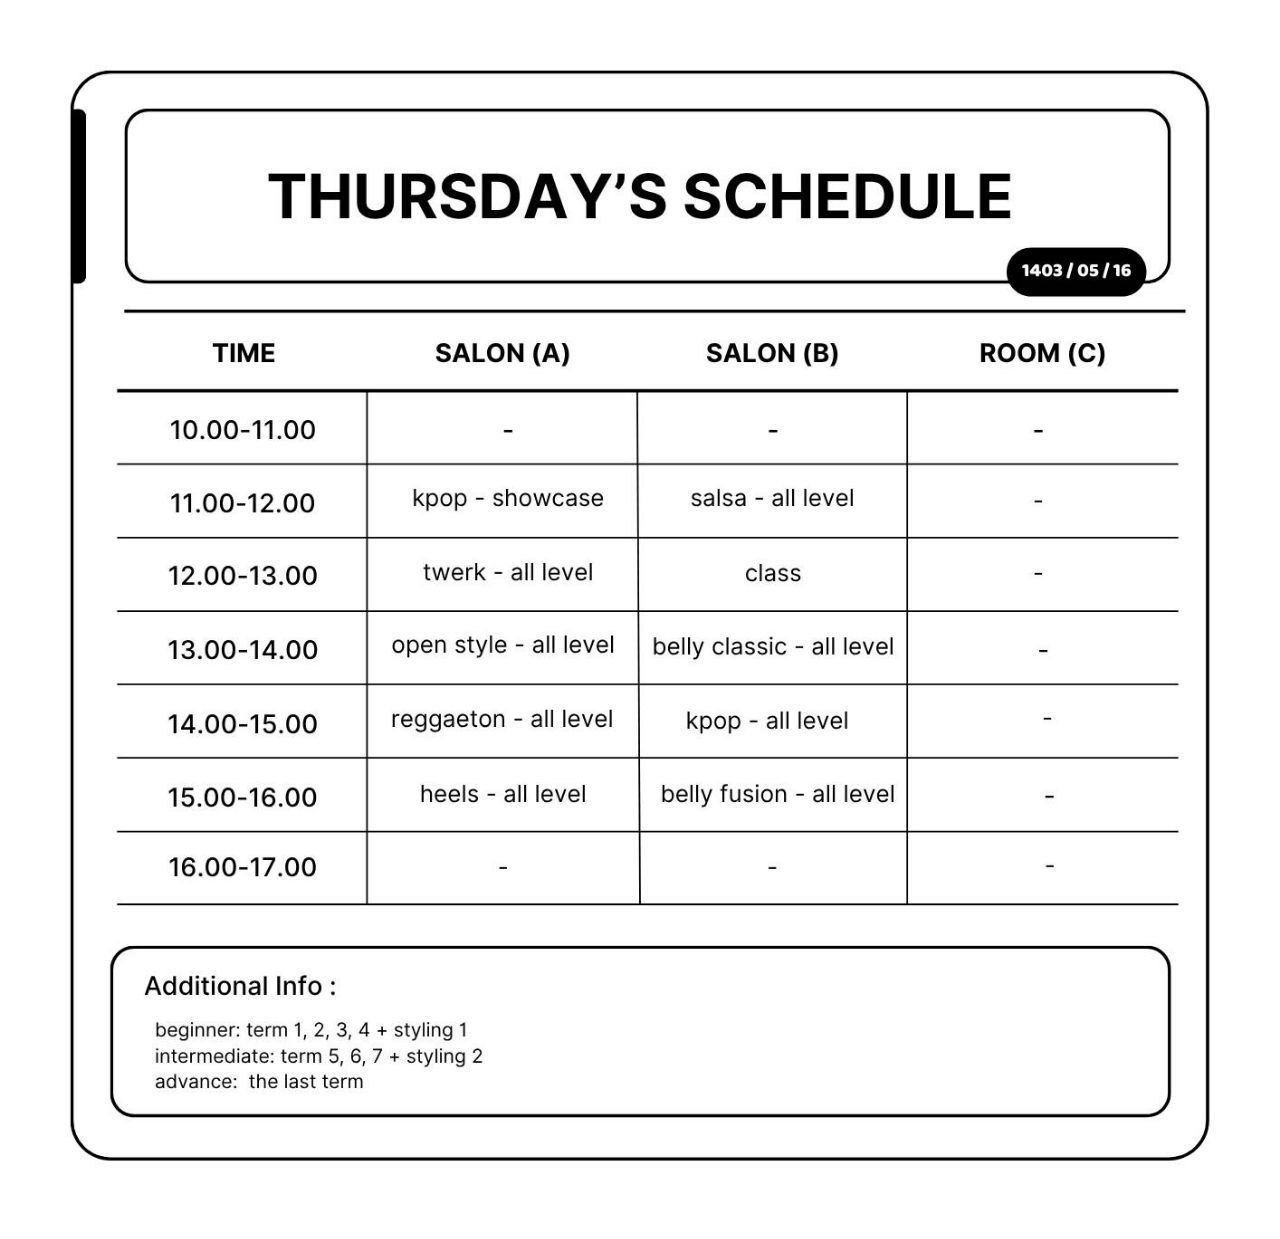 THURSDAY’S SCHEDULE
1403 / 05 / 16
TIME SALON (A) SALON (B) ROOM (C)
10.00-11.00 - - -
11.00-12.00 kpop - showcase salsa - all level -
12.00-13.00 twerk - all level class -
13.00-14.00 open style - all level belly classic - all level -
14.00-15.00 reggaeton - all level kpop - all level -
15.00-16.00 heels - all level belly fusion - all level -
16.00-17.00 - - -
Additional Info :
beginner: term 1, 2, 3, 4 + styling 1
intermediate: term 5, 6, 7 + styling 2
advance: the last term